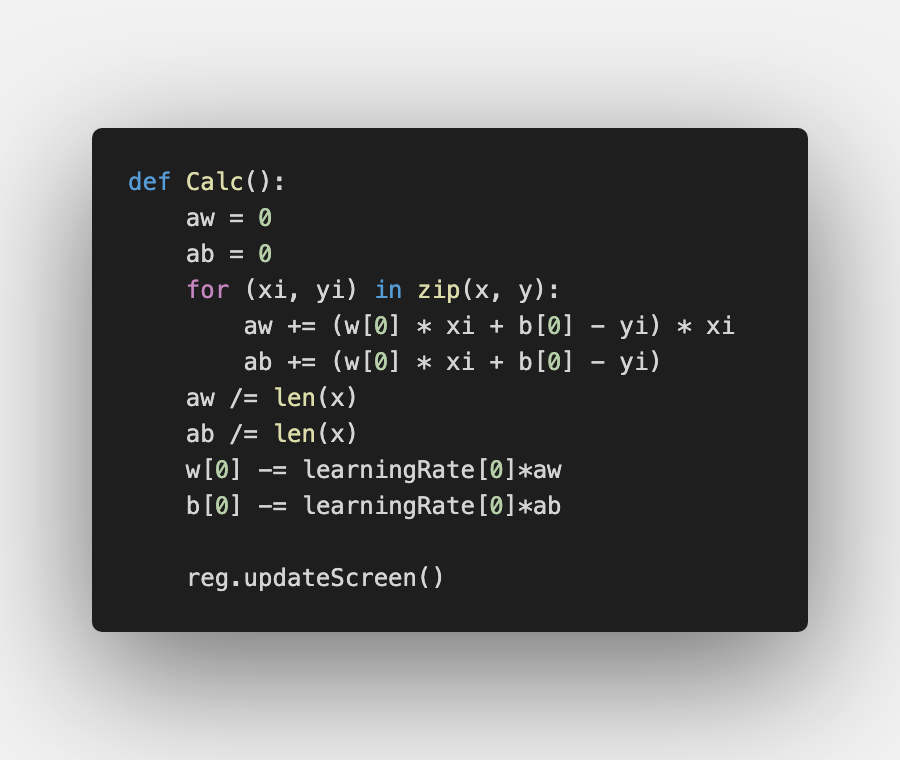 def Calc():
    aw = 0
    ab = 0
    for (xi, yi) in zip(x, y):
        aw += (w[0] * xi + b[0] - yi) * xi
        ab += (w[0] * xi + b[0] - yi)
    aw /= len(x)
    ab /= len(x)
    w[0] -= learningRate[0]*aw
    b[0] -= learningRate[0]*ab

    reg.updateScreen()